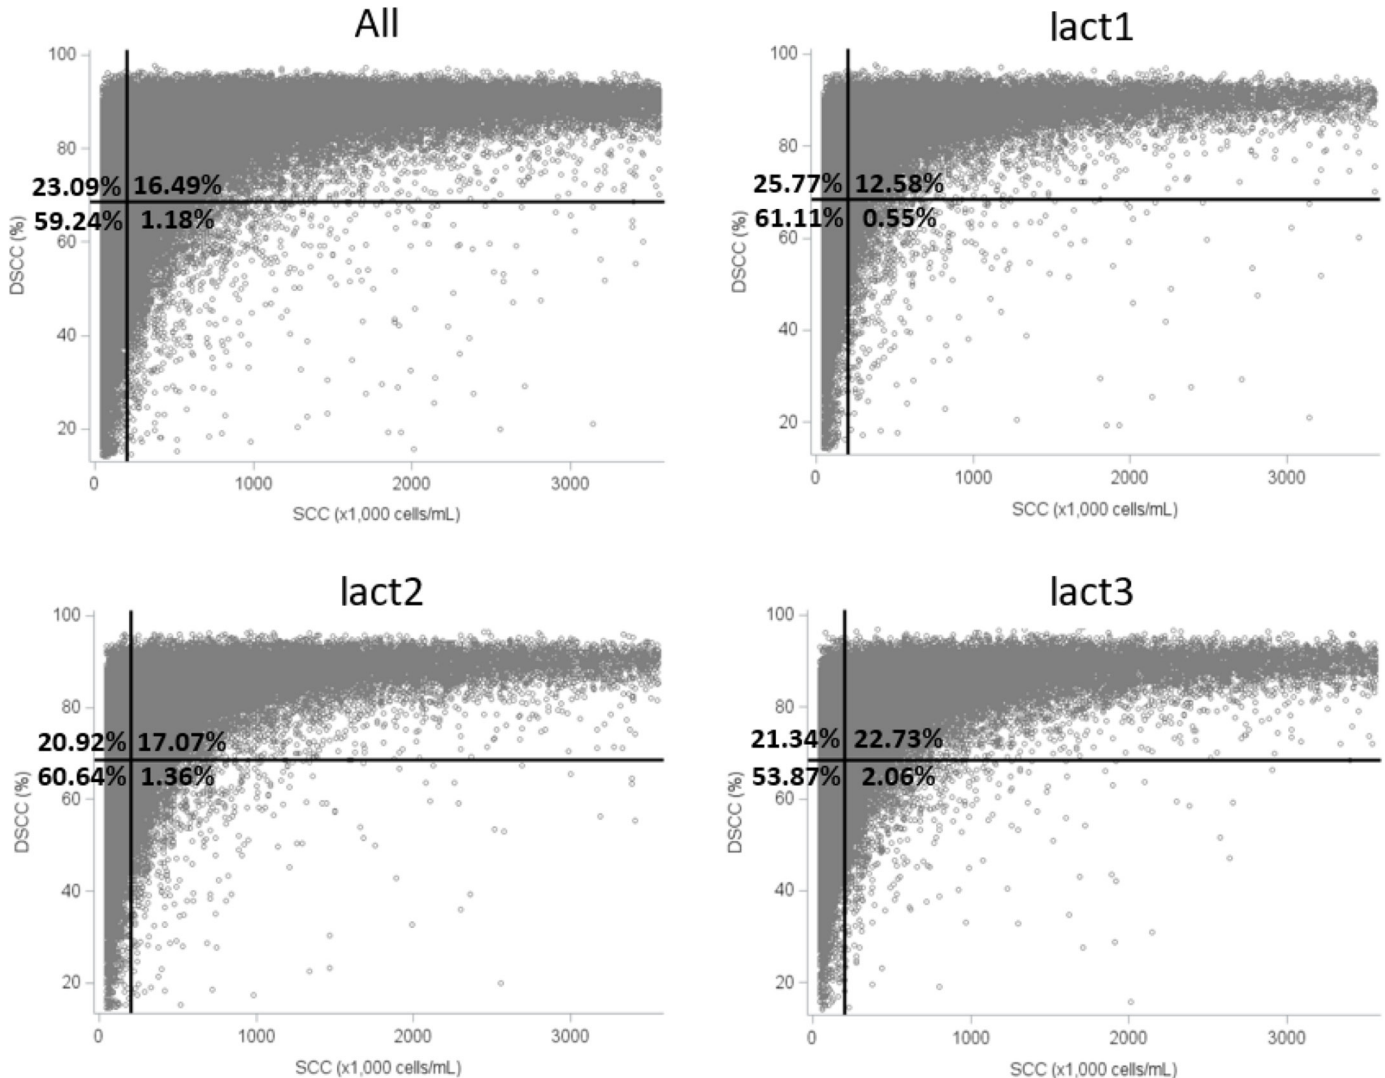 All
100
80
23.09% 16.49%
59.24% 1.18%
60
40
20
DSCC (%)
0 1000 2000 3000
SCC (x1,000 cells/mL)
lact1
100
80
25.77% 12.58%
61.11% 0.55%
60
40
20
DSCC (%)
0 1000 2000 3000
SCC (x1,000 cells/mL)
lact2
100
80
20.92% 17.07%
60.64% 1.36%
60
40
20
DSCC (%)
0 1000 2000 3000
SCC (x1,000 cells/mL)
lact3
100
80
21.34% 22.73%
53.87% 2.06%
60
40
20
DSCC (%)
0 1000 2000 3000
SCC (x1,000 cells/mL)